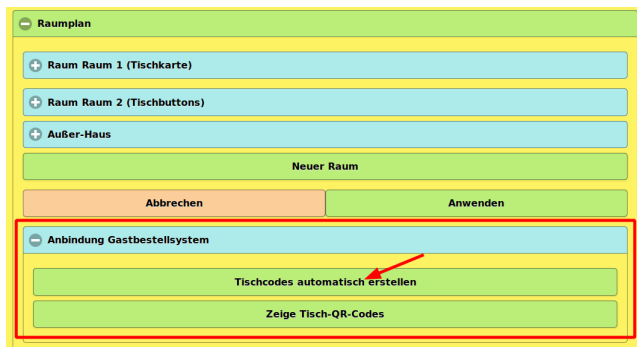 Raumplan
Raum Raum 1 (Tischkarte)
Raum Raum 2 (Tischbuttons)
Außer-Haus
Neuer Raum
Abbrechen Anwenden
Anbindung Gastbestellsystem
Tischcodes automatisch erstellen
Zeige Tisch-QR-Codes